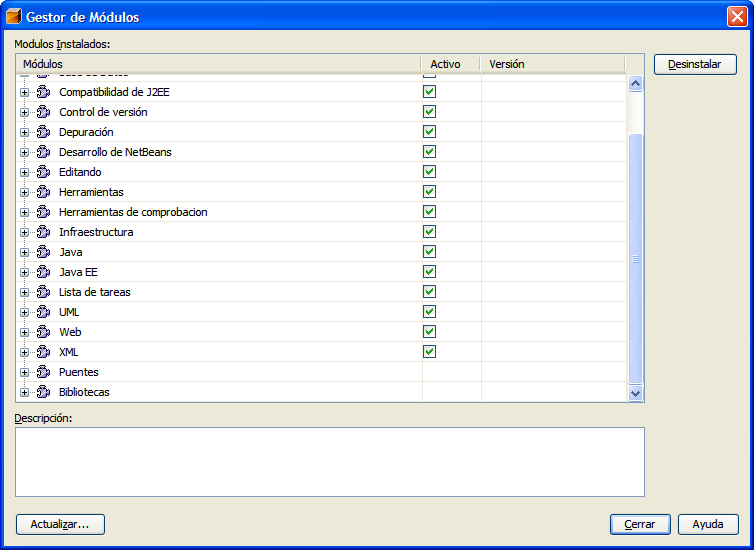 Gestor de Módulos
Modulos Instalados:
Módulos Activo Versión
Desinstalar
Compatibilidad de J2EE
Control de versión
Depuración
Desarrollo de NetBeans
Editando
Herramientas
Herramientas de comprobacion
Infraestructura
Java
Java EE
Lista de tareas
UML
Web
XML
Puentes
Bibliotecas
Descripción:
Actualizar...
Cerrar
Ayuda